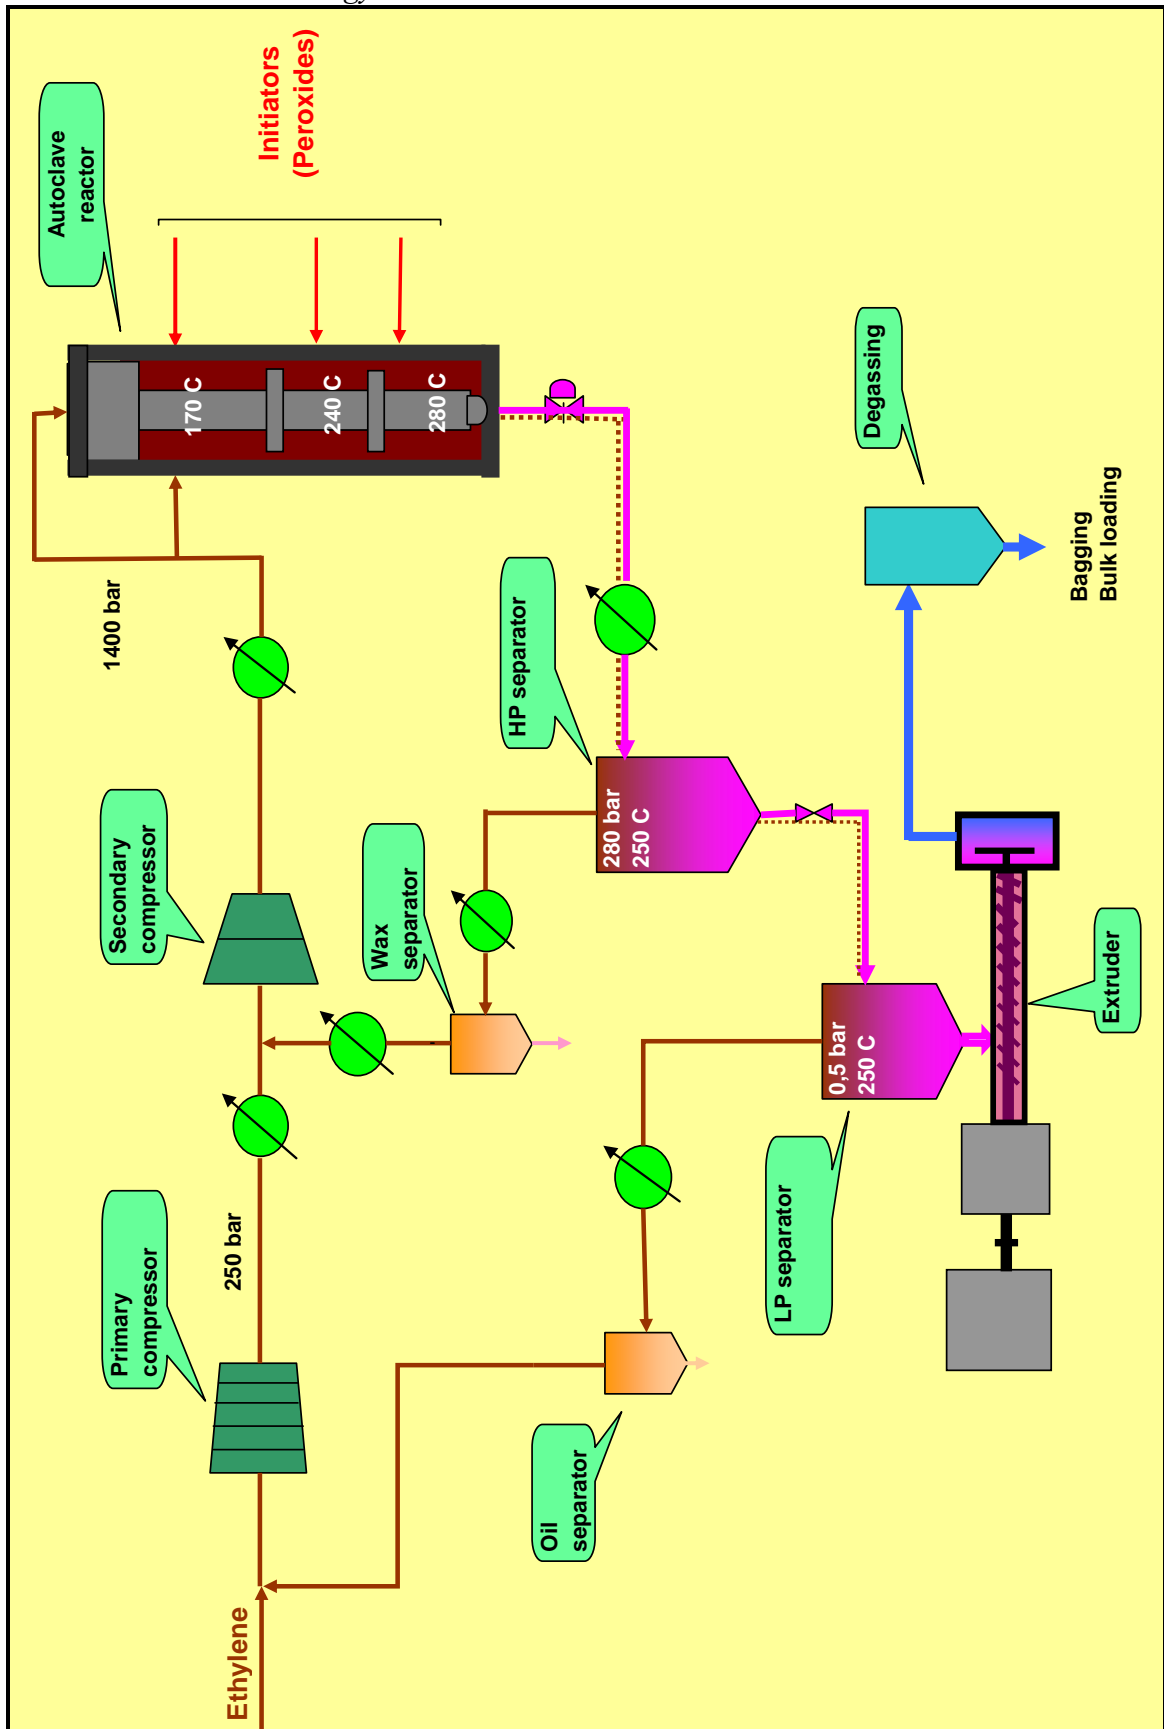 gy
Initiators
(Peroxides)
Autoclave
reactor
170 C
240 C
280 C
1400 bar
Degassing
Bagging
Bulk loading
HP separator
280 bar
250 C
Secondary
compressor
Wax
separator
Extruder
0,5 bar
250 C
LP separator
Primary
compressor
250 bar
Oil
separator
Ethylene